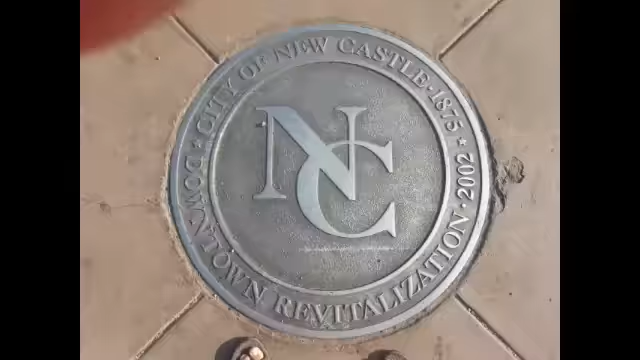 CITY OF NEW CASTLE · 1875 ★
DOWNTOWN REVITALIZATION · 2002 ★
NC